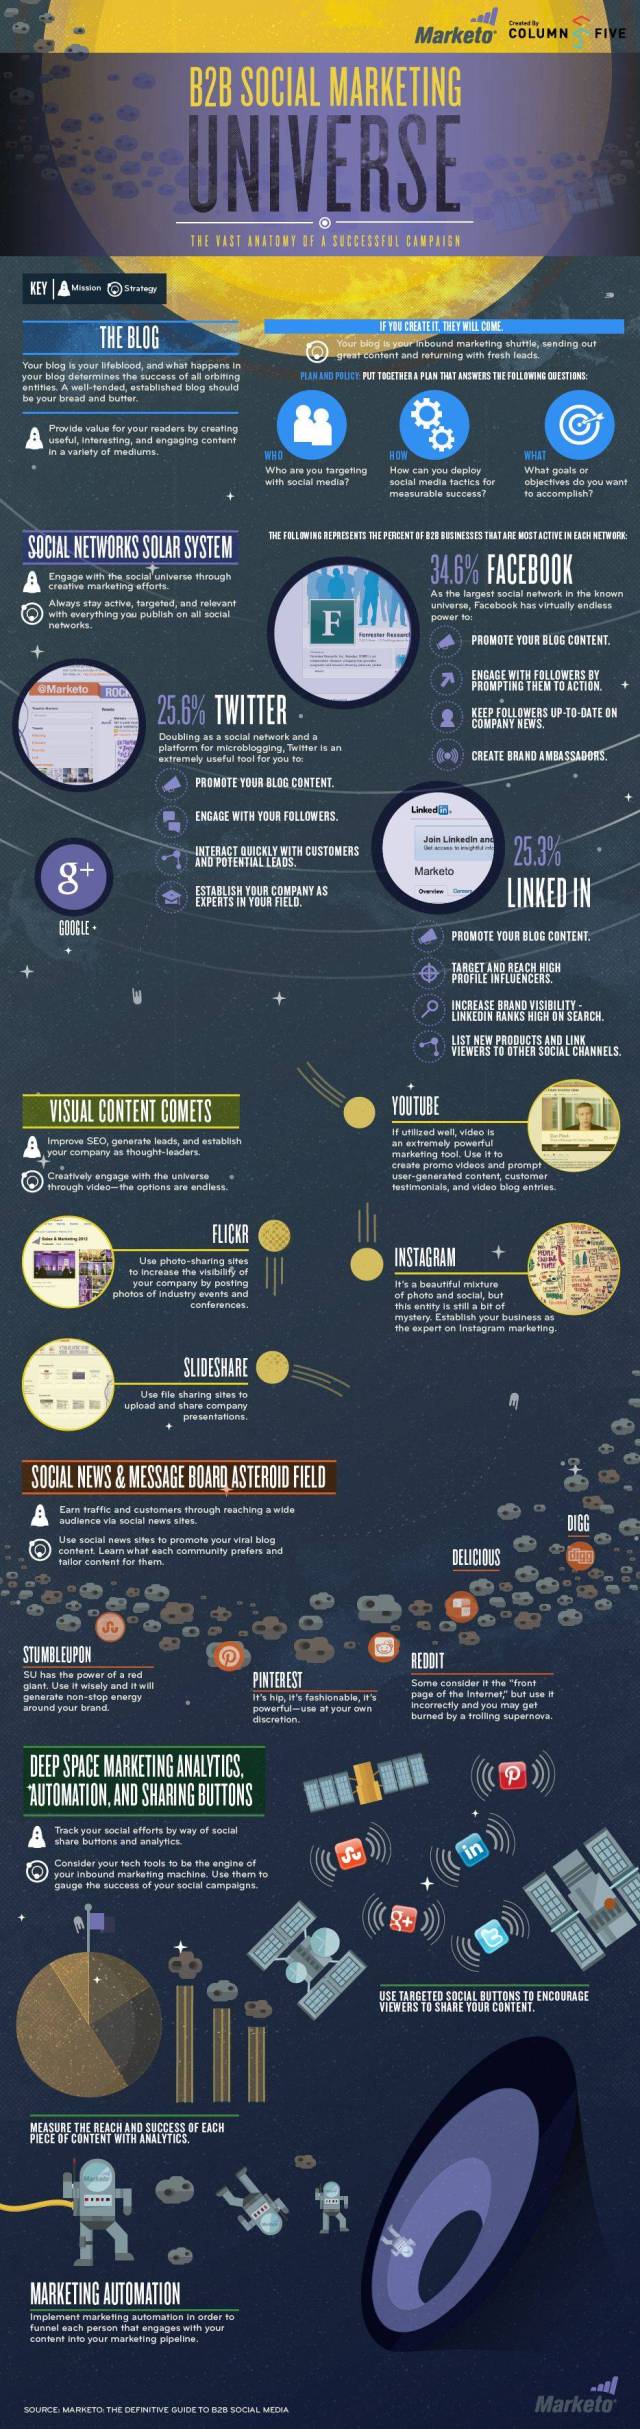 Marketo
Created By
COLUMN FIVE
B2B SOCIAL MARKETING
UNIVERSE
THE VAST ANATOMY OF A SUCCESSFUL CAMPAIGN
KEY Mission Strategy
THE BLOG
Your blog is your lifeblood, and what happens in
your blog determines the success of all orbiting
entities. A well-tended, established blog should
be your bread and butter.
Provide value for your readers by creating
useful, interesting, and engaging content
in a variety of mediums.
IF YOU CREATE IT, THEY WILL COME.
Your blog is your inbound marketing shuttle, sending out
great content and returning with fresh leads.
PLAN AND POLICY: PUT TOGETHER A PLAN THAT ANSWERS THE FOLLOWING QUESTIONS:
WHO
Who are you targeting
with social media?
HOW
How can you deploy
social media tactics for
measurable success?
WHAT
What goals or
objectives do you want
to accomplish?
SOCIAL NETWORKS SOLAR SYSTEM
Engage with the social universe through
creative marketing efforts.
Always stay active, targeted, and relevant
with everything you publish on all social
networks.
THE FOLLOWING REPRESENTS THE PERCENT OF B2B BUSINESSES THAT ARE MOST ACTIVE IN EACH NETWORK:
F
Forrester Research
34.6% FACEBOOK
As the largest social network in the known
universe, Facebook has virtually endless
power to:
PROMOTE YOUR BLOG CONTENT.
ENGAGE WITH FOLLOWERS BY
PROMPTING THEM TO ACTION.
KEEP FOLLOWERS UP-TO-DATE ON
COMPANY NEWS.
CREATE BRAND AMBASSADORS.
@Marketo
ROCK
25.6% TWITTER
Doubling as a social network and a
platform for microblogging, Twitter is an
extremely useful tool for you to:
PROMOTE YOUR BLOG CONTENT.
ENGAGE WITH YOUR FOLLOWERS.
INTERACT QUICKLY WITH CUSTOMERS
AND POTENTIAL LEADS.
ESTABLISH YOUR COMPANY AS
EXPERTS IN YOUR FIELD.
g+
GOOGLE+
Linked in
Join LinkedIn and
Get access to insightful
Marketo
Overview Careers
25.3%
LINKED IN
PROMOTE YOUR BLOG CONTENT.
TARGET AND REACH HIGH
PROFILE INFLUENCERS.
INCREASE BRAND VISIBILITY -
LINKEDIN RANKS HIGH ON SEARCH.
LIST NEW PRODUCTS AND LINK
VIEWERS TO OTHER SOCIAL CHANNELS.
VISUAL CONTENT COMETS
Improve SEO, generate leads, and establish
your company as thought-leaders.
Creatively engage with the universe
through video—the options are endless.
YOUTUBE
If utilized well, video is
an extremely powerful
marketing tool. Use it to
create promo videos and prompt
user-generated content, customer
testimonials, and video blog entries.
Sales & Marketing 2012
FLICKR
Use photo-sharing sites
to increase the visibility of
your company by posting
photos of industry events and
conferences.
INSTAGRAM
It's a beautiful mixture
of photo and social, but
this entity is still a bit of
mystery. Establish your business as
the expert on Instagram marketing.
SLIDESHARE
Use file sharing sites to
upload and share company
presentations.
SOCIAL NEWS & MESSAGE BOARD ASTEROID FIELD
Earn traffic and customers through reaching a wide
audience via social news sites.
Use social news sites to promote your viral blog
content. Learn what each community prefers and
tailor content for them.
DIGG
digg
DELICIOUS
STUMBLEUPON
SU has the power of a red
giant. Use it wisely and it will
generate non-stop energy
around your brand.
PINTEREST
It's hip, it's fashionable, it's
powerful—use at your own
discretion.
REDDIT
Some consider it the "front
page of the Internet," but use it
incorrectly and you may get
burned by a trolling supernova.
DEEP SPACE MARKETING ANALYTICS,
AUTOMATION, AND SHARING BUTTONS
Track your social efforts by way of social
share buttons and analytics.
Consider your tech tools to be the engine of
your inbound marketing machine. Use them to
gauge the success of your social campaigns.
in
g+
USE TARGETED SOCIAL BUTTONS TO ENCOURAGE
VIEWERS TO SHARE YOUR CONTENT.
MEASURE THE REACH AND SUCCESS OF EACH
PIECE OF CONTENT WITH ANALYTICS.
Marketo
MARKETING AUTOMATION
Implement marketing automation in order to
funnel each person that engages with your
content into your marketing pipeline.
SOURCE: MARKETO: THE DEFINITIVE GUIDE TO B2B SOCIAL MEDIA
Marketo